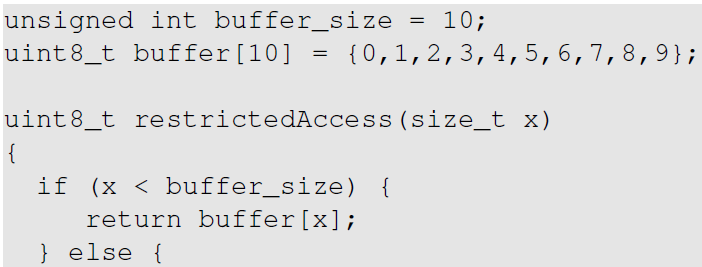 unsigned int buffer_size = 10;
uint8_t buffer[10] = {0,1,2,3,4,5,6,7,8,9};

uint8_t restrictedAccess(size_t x)
{
  if (x < buffer_size) {
     return buffer[x];
  } else {